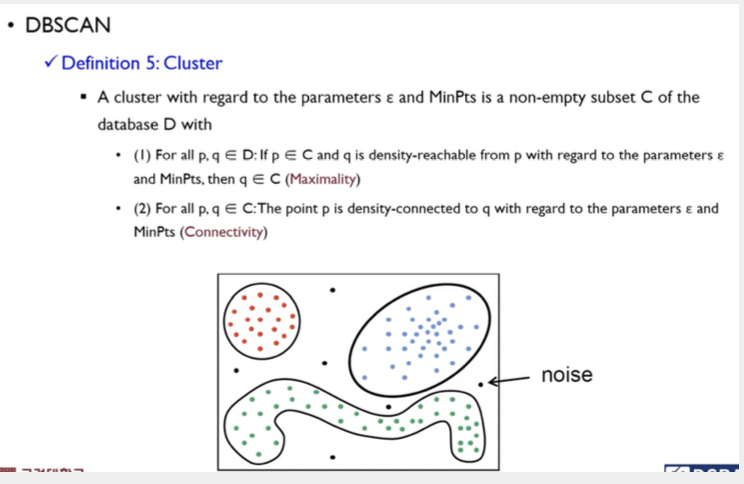 • DBSCAN
✓ Definition 5: Cluster
▪ A cluster with regard to the parameters ε and MinPts is a non-empty subset C of the
database D with
• (1) For all p, q ∈ D: If p ∈ C and q is density-reachable from p with regard to the parameters ε
and MinPts, then q ∈ C (Maximality)
• (2) For all p, q ∈ C:The point p is density-connected to q with regard to the parameters ε and
MinPts (Connectivity)
noise